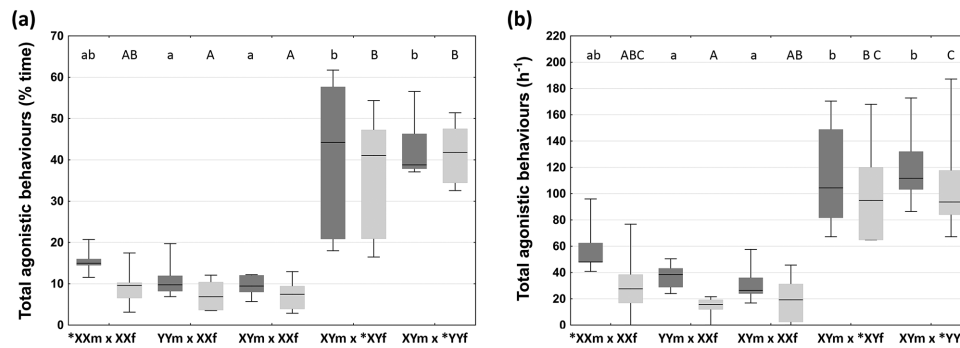 (a)
Total agonistic behaviours (% time)
70
60
50
40
30
20
10
0
ab AB a A a A b B b B
*XXm x XXf YYm x XXf XYm x XXf XYm x *XYf XYm x *YYf
(b)
Total agonistic behaviours (h⁻¹)
220
200
180
160
140
120
100
80
60
40
20
0
ab ABC a A a AB b B C b C
*XXm x XXf YYm x XXf XYm x XXf XYm x *XYf XYm x *YY